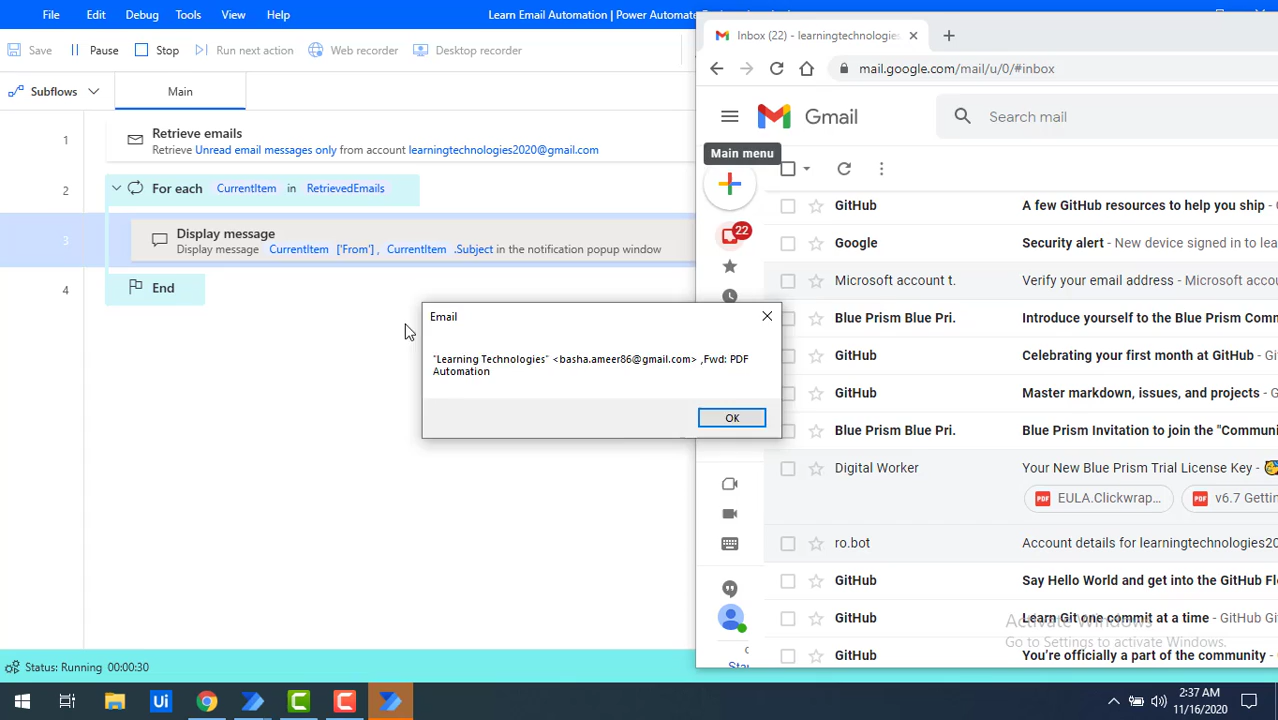 File Edit Debug Tools View Help
Learn Email Automation | Power Automate
Save Pause Stop Run next action Web recorder Desktop recorder
Subflows Main
1 Retrieve emails
Retrieve Unread email messages only from account learningtechnologies2020@gmail.com
2 For each CurrentItem in RetrievedEmails
3 Display message
Display message CurrentItem ['From'] , CurrentItem .Subject in the notification popup window
4 End
Email
"Learning Technologies" <basha.ameer86@gmail.com> ,Fwd: PDF
Automation
OK
Status: Running 00:00:30
Inbox (22) - learningtechnologies
mail.google.com/mail/u/0/#inbox
Gmail Search mail
Main menu
22
GitHub A few GitHub resources to help you ship -
Google Security alert - New device signed in to
Microsoft account t. Verify your email address - Microsoft
Blue Prism Blue Pri. Introduce yourself to the Blue Prism
GitHub Celebrating your first month at GitHub -
GitHub Master markdown, issues, and projects -
Blue Prism Blue Pri. Blue Prism Invitation to join the
Digital Worker Your New Blue Prism Trial License Key -
PDF EULA.Clickwrap... PDF v6.7
ro.bot Account details for
GitHub Say Hello World and get into the GitHub
GitHub Learn Git one commit at a time - GitHub
GitHub You're officially a part of the community -
Activate Windows
Go to Settings to activate Windows.
Ui
2:37 AM
11/16/2020